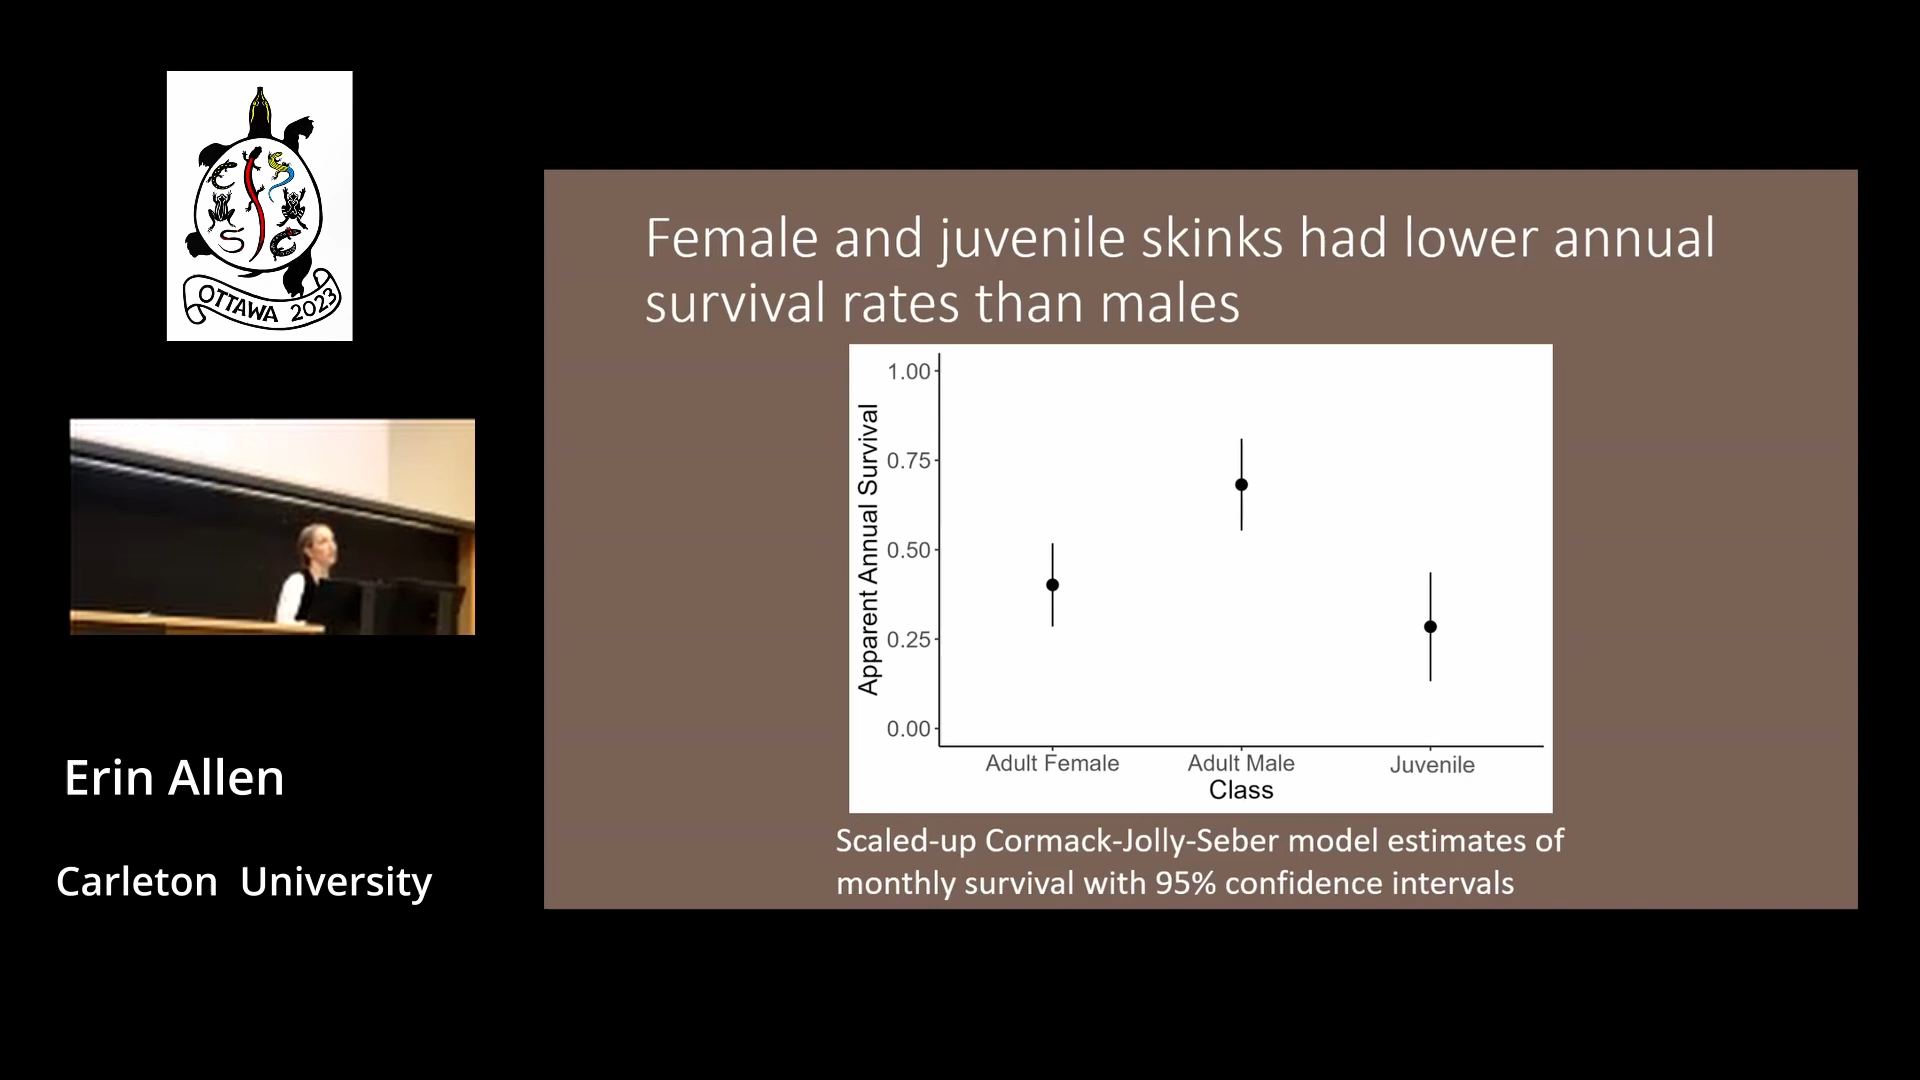 OTTAWA 2023
Erin Allen
Carleton University
Female and juvenile skinks had lower annual
survival rates than males
Apparent Annual Survival
1.00
0.75
0.50
0.25
0.00
Adult Female Adult Male Juvenile
Class
Scaled-up Cormack-Jolly-Seber model estimates of
monthly survival with 95% confidence intervals